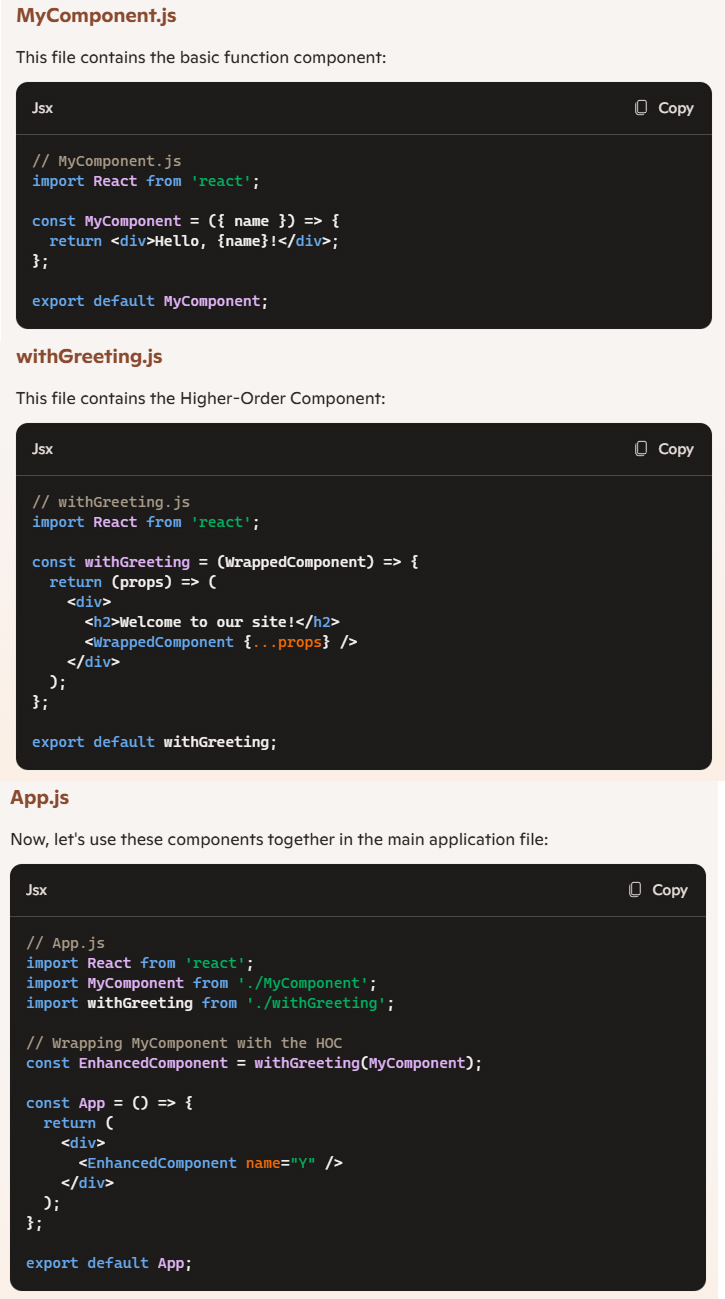 MyComponent.js
This file contains the basic function component:
Jsx
Copy
// MyComponent.js
import React from 'react';
const MyComponent = ({ name }) => {
  return <div>Hello, {name}!</div>;
};
export default MyComponent;
withGreeting.js
This file contains the Higher-Order Component:
Jsx
Copy
// withGreeting.js
import React from 'react';
const withGreeting = (WrappedComponent) => {
  return (props) => (
    <div>
      <h2>Welcome to our site!</h2>
      <WrappedComponent {...props} />
    </div>
  );
};
export default withGreeting;
App.js
Now, let's use these components together in the main application file:
Jsx
Copy
// App.js
import React from 'react';
import MyComponent from './MyComponent';
import withGreeting from './withGreeting';
// Wrapping MyComponent with the HOC
const EnhancedComponent = withGreeting(MyComponent);
const App = () => {
  return (
    <div>
      <EnhancedComponent name="Y" />
    </div>
  );
};
export default App;